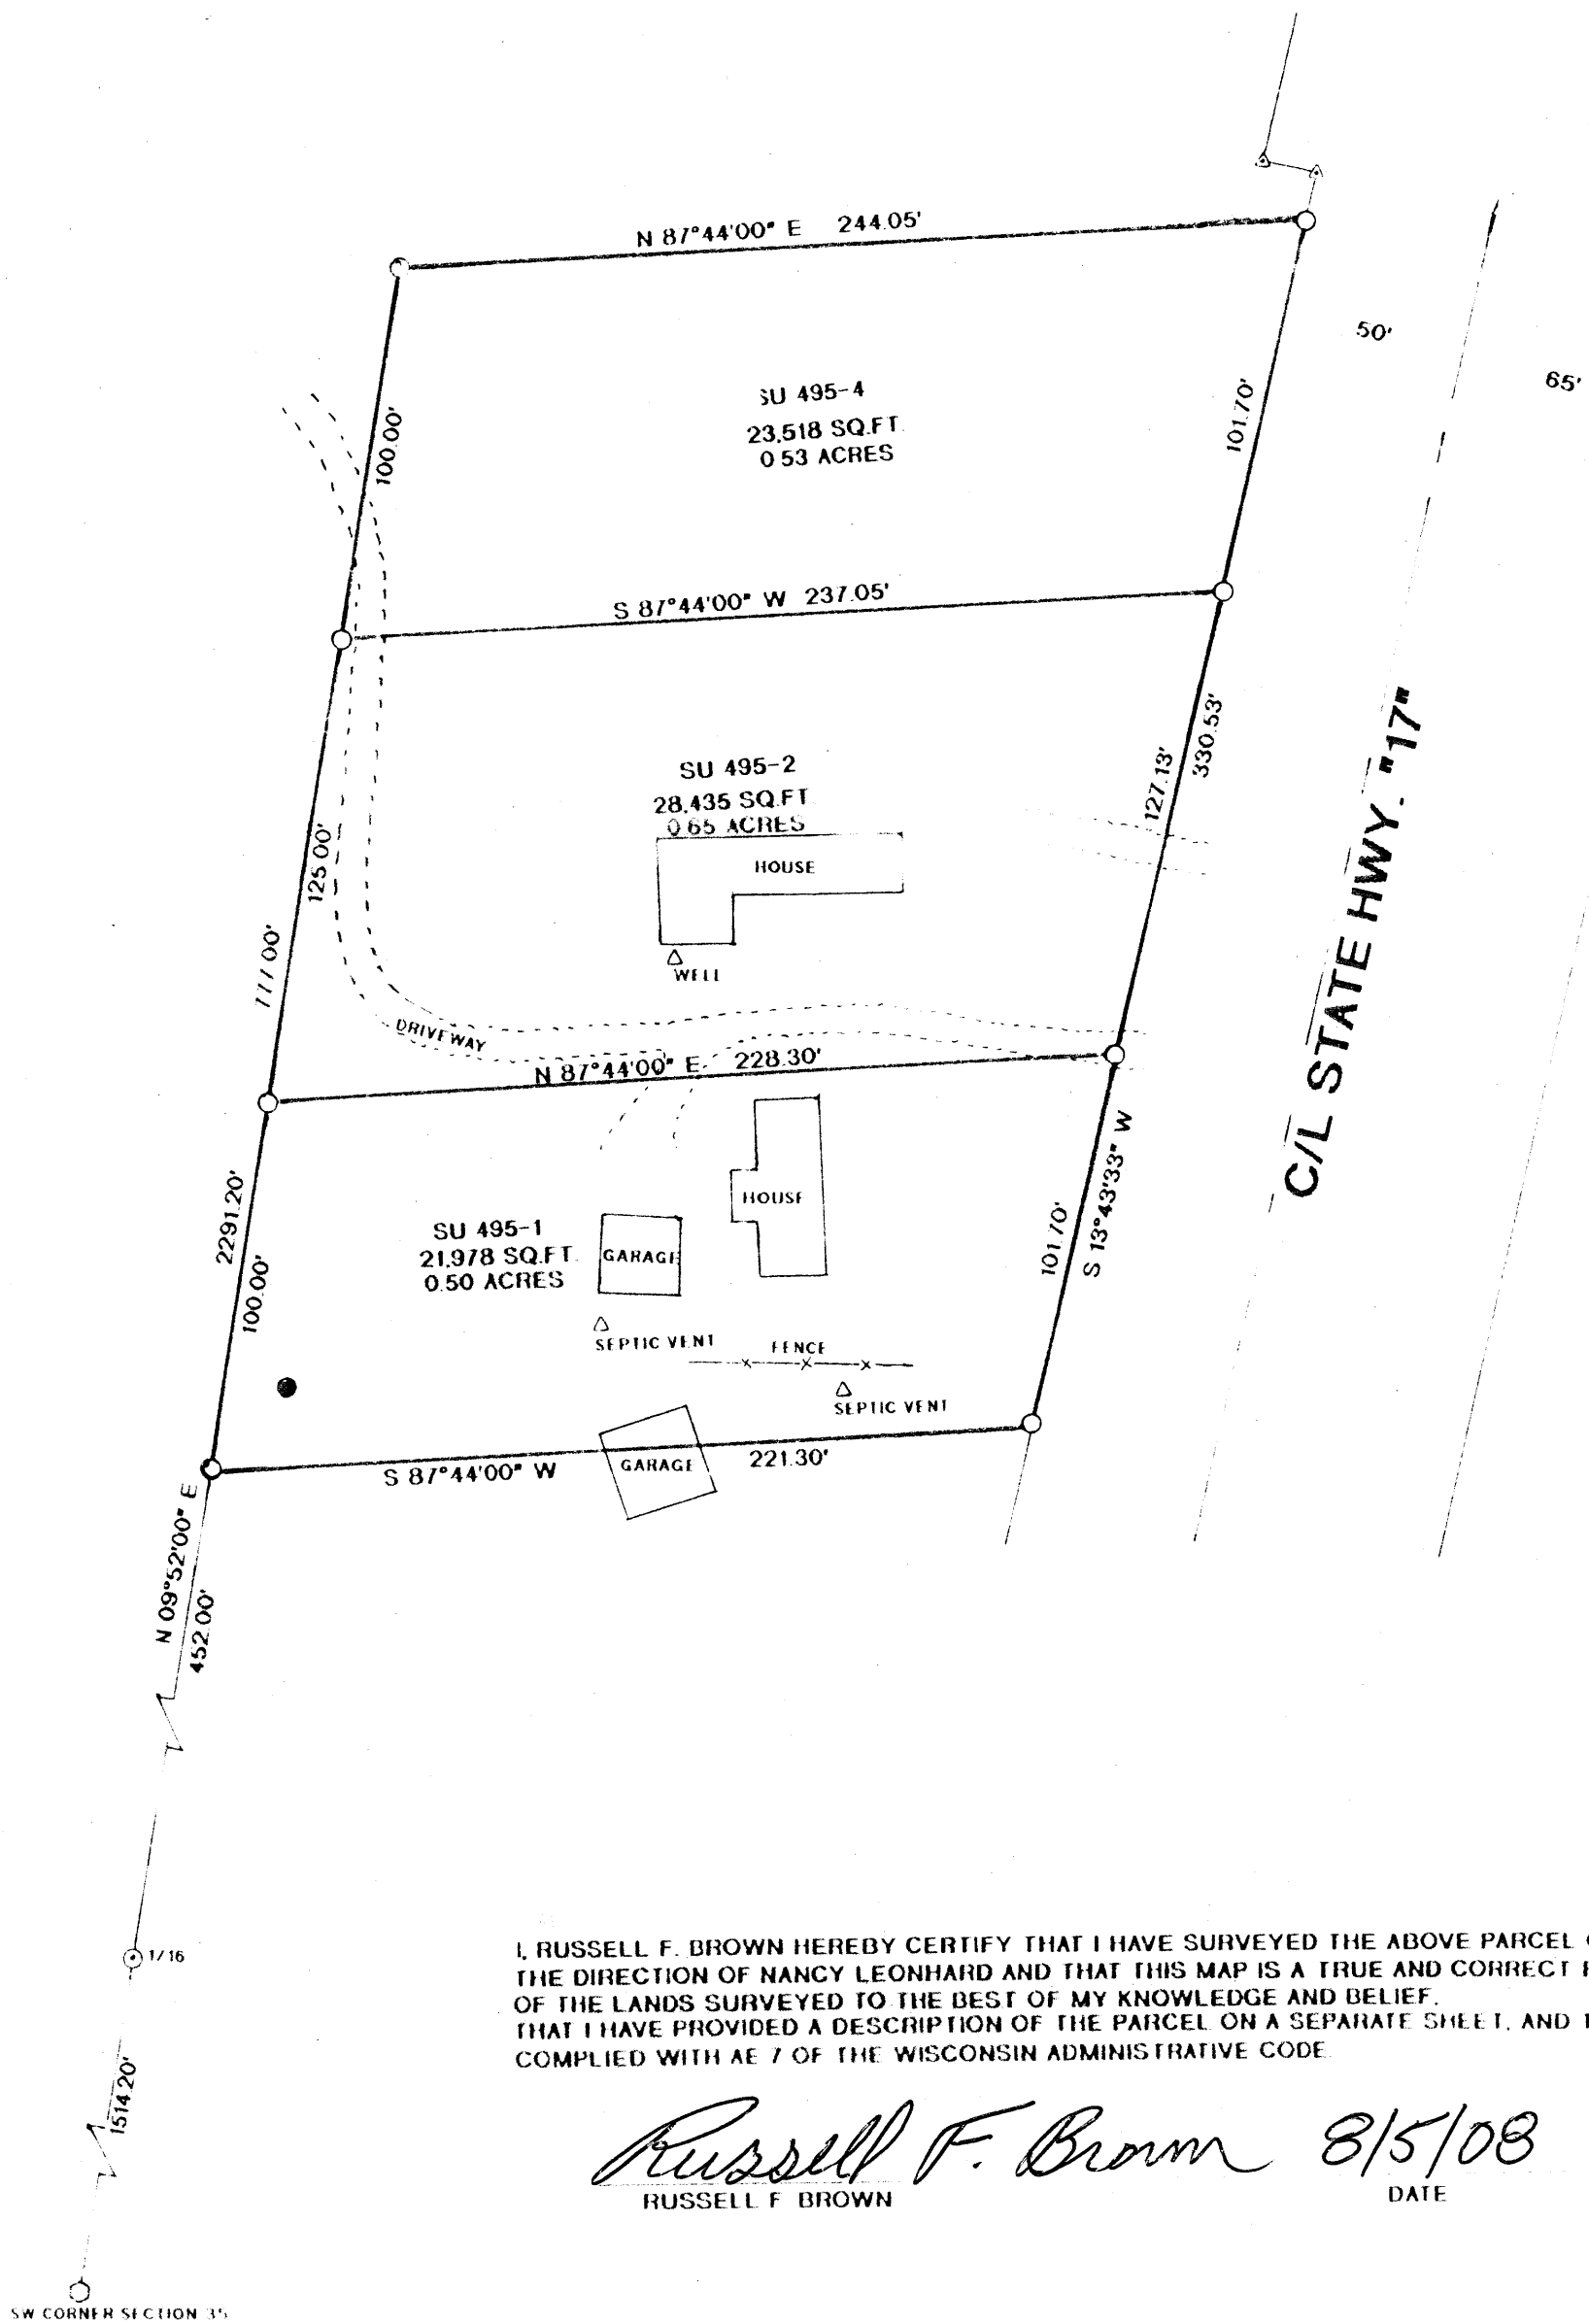 N 87°44'00" E 244.05'
50'
65'
SU 495-4
23,518 SQ.FT.
0.53 ACRES
100.00'
101.70'
S 87°44'00" W 237.05'
SU 495-2
28,435 SQ.FT
0.65 ACRES
HOUSE
WELL
125.00'
777.00'
127.13'
330.53'
C/L STATE HWY. "17"
DRIVEWAY
N 87°44'00" E 228.30'
HOUSE
SU 495-1
21,978 SQ.FT.
0.50 ACRES
GARAGE
2291.20'
100.00'
101.70'
S 13°43'33" W
SEPTIC VENT
FENCE
SEPTIC VENT
S 87°44'00" W
GARAGE
221.30'
N 09°52'00" E
452.00'
1/16
1514.20'
SW CORNER SECTION 35
I, RUSSELL F. BROWN HEREBY CERTIFY THAT I HAVE SURVEYED THE ABOVE PARCEL
THE DIRECTION OF NANCY LEONHARD AND THAT THIS MAP IS A TRUE AND CORRECT
OF THE LANDS SURVEYED TO THE BEST OF MY KNOWLEDGE AND BELIEF.
THAT I HAVE PROVIDED A DESCRIPTION OF THE PARCEL ON A SEPARATE SHEET, AND
COMPLIED WITH AE 7 OF THE WISCONSIN ADMINISTRATIVE CODE.
Russell F. Brown 8/5/08
RUSSELL F BROWN
DATE